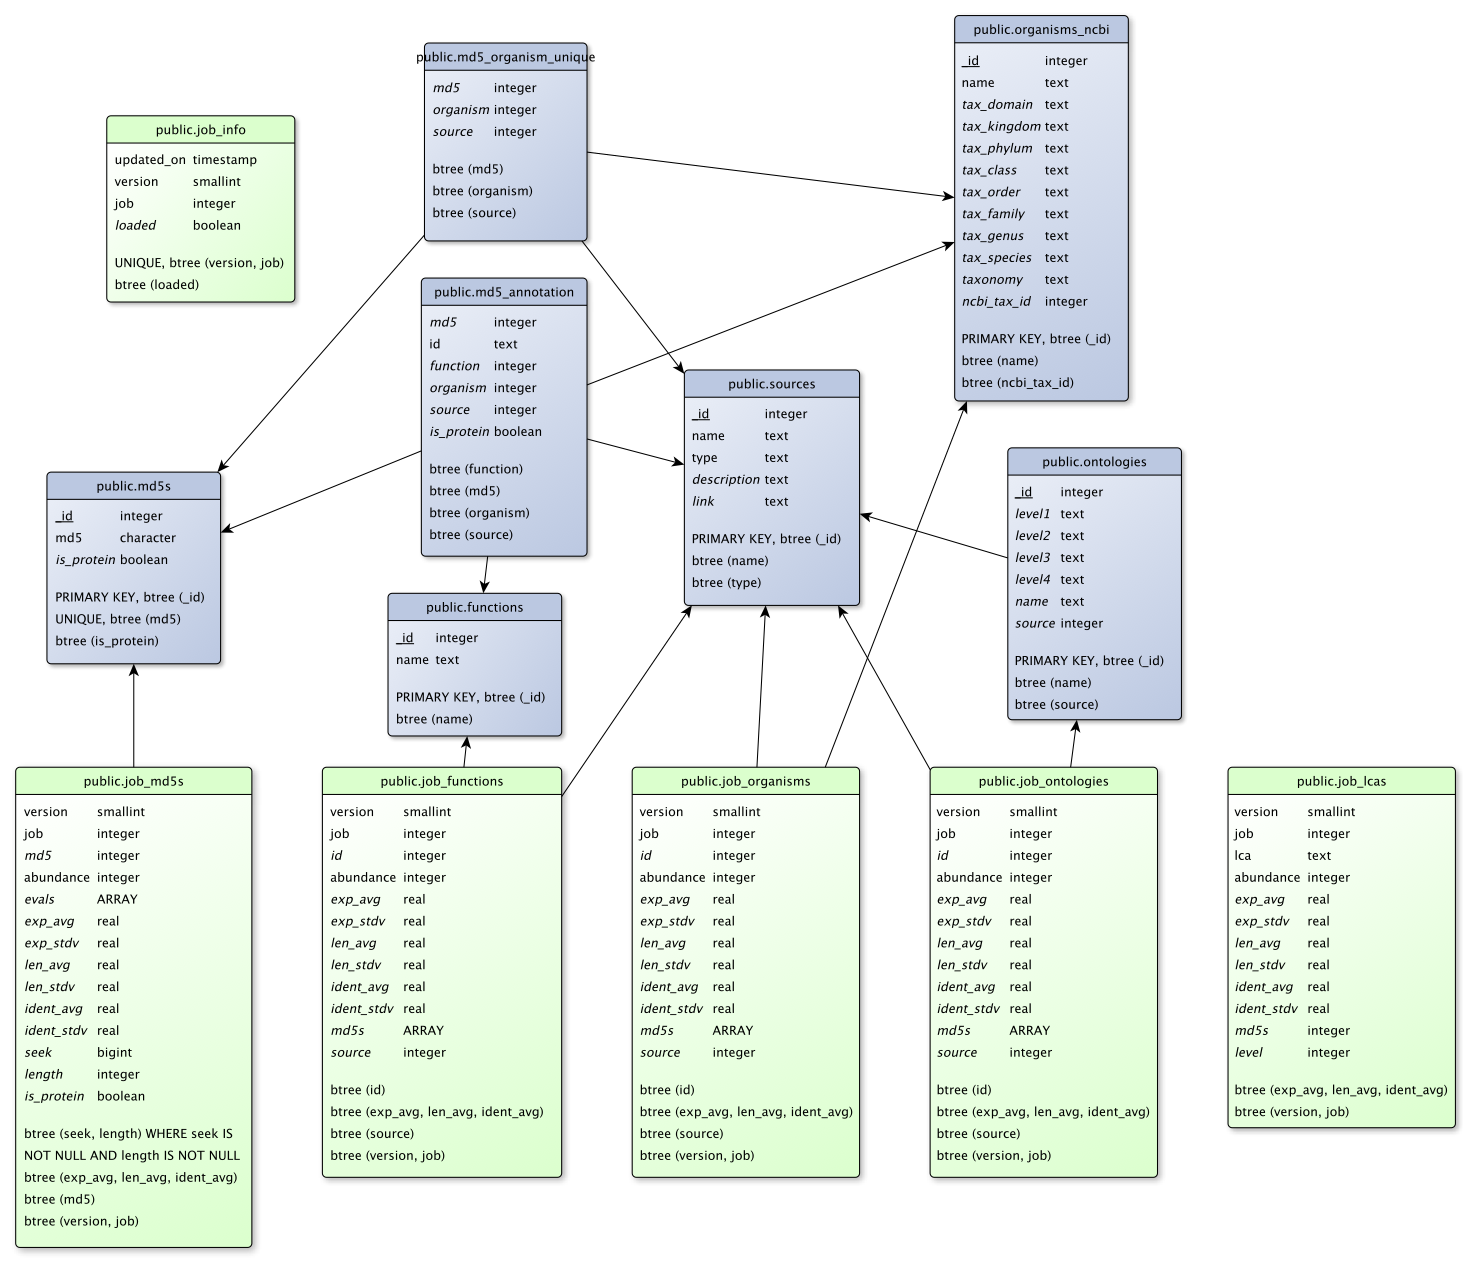 public.md5_organism_unique
md5 integer
organism integer
source integer
btree (md5)
btree (organism)
btree (source)
public.organisms_ncbi
_id integer
name text
tax_domain text
tax_kingdom text
tax_phylum text
tax_class text
tax_order text
tax_family text
tax_genus text
tax_species text
taxonomy text
ncbi_tax_id integer
PRIMARY KEY, btree (_id)
btree (name)
btree (ncbi_tax_id)
public.job_info
updated_on timestamp
version smallint
job integer
loaded boolean
UNIQUE, btree (version, job)
btree (loaded)
public.md5_annotation
md5 integer
id text
function integer
organism integer
source integer
is_protein boolean
btree (function)
btree (md5)
btree (organism)
btree (source)
public.sources
_id integer
name text
type text
description text
link text
PRIMARY KEY, btree (_id)
btree (name)
btree (type)
public.ontologies
_id integer
level1 text
level2 text
level3 text
level4 text
name text
source integer
PRIMARY KEY, btree (_id)
btree (name)
btree (source)
public.md5s
_id integer
md5 character
is_protein boolean
PRIMARY KEY, btree (_id)
UNIQUE, btree (md5)
btree (is_protein)
public.functions
_id integer
name text
PRIMARY KEY, btree (_id)
btree (name)
public.job_md5s
version smallint
job integer
md5 integer
abundance integer
evals ARRAY
exp_avg real
exp_stdv real
len_avg real
len_stdv real
ident_avg real
ident_stdv real
seek bigint
length integer
is_protein boolean
btree (seek, length) WHERE seek IS
NOT NULL AND length IS NOT NULL
btree (exp_avg, len_avg, ident_avg)
btree (md5)
btree (version, job)
public.job_functions
version smallint
job integer
id integer
abundance integer
exp_avg real
exp_stdv real
len_avg real
len_stdv real
ident_avg real
ident_stdv real
md5s ARRAY
source integer
btree (id)
btree (exp_avg, len_avg, ident_avg)
btree (source)
btree (version, job)
public.job_organisms
version smallint
job integer
id integer
abundance integer
exp_avg real
exp_stdv real
len_avg real
len_stdv real
ident_avg real
ident_stdv real
md5s ARRAY
source integer
btree (id)
btree (exp_avg, len_avg, ident_avg)
btree (source)
btree (version, job)
public.job_ontologies
version smallint
job integer
id integer
abundance integer
exp_avg real
exp_stdv real
len_avg real
len_stdv real
ident_avg real
ident_stdv real
md5s ARRAY
source integer
btree (id)
btree (exp_avg, len_avg, ident_avg)
btree (source)
btree (version, job)
public.job_lcas
version smallint
job integer
lca text
abundance integer
exp_avg real
exp_stdv real
len_avg real
len_stdv real
ident_avg real
ident_stdv real
md5s integer
level integer
btree (exp_avg, len_avg, ident_avg)
btree (version, job)